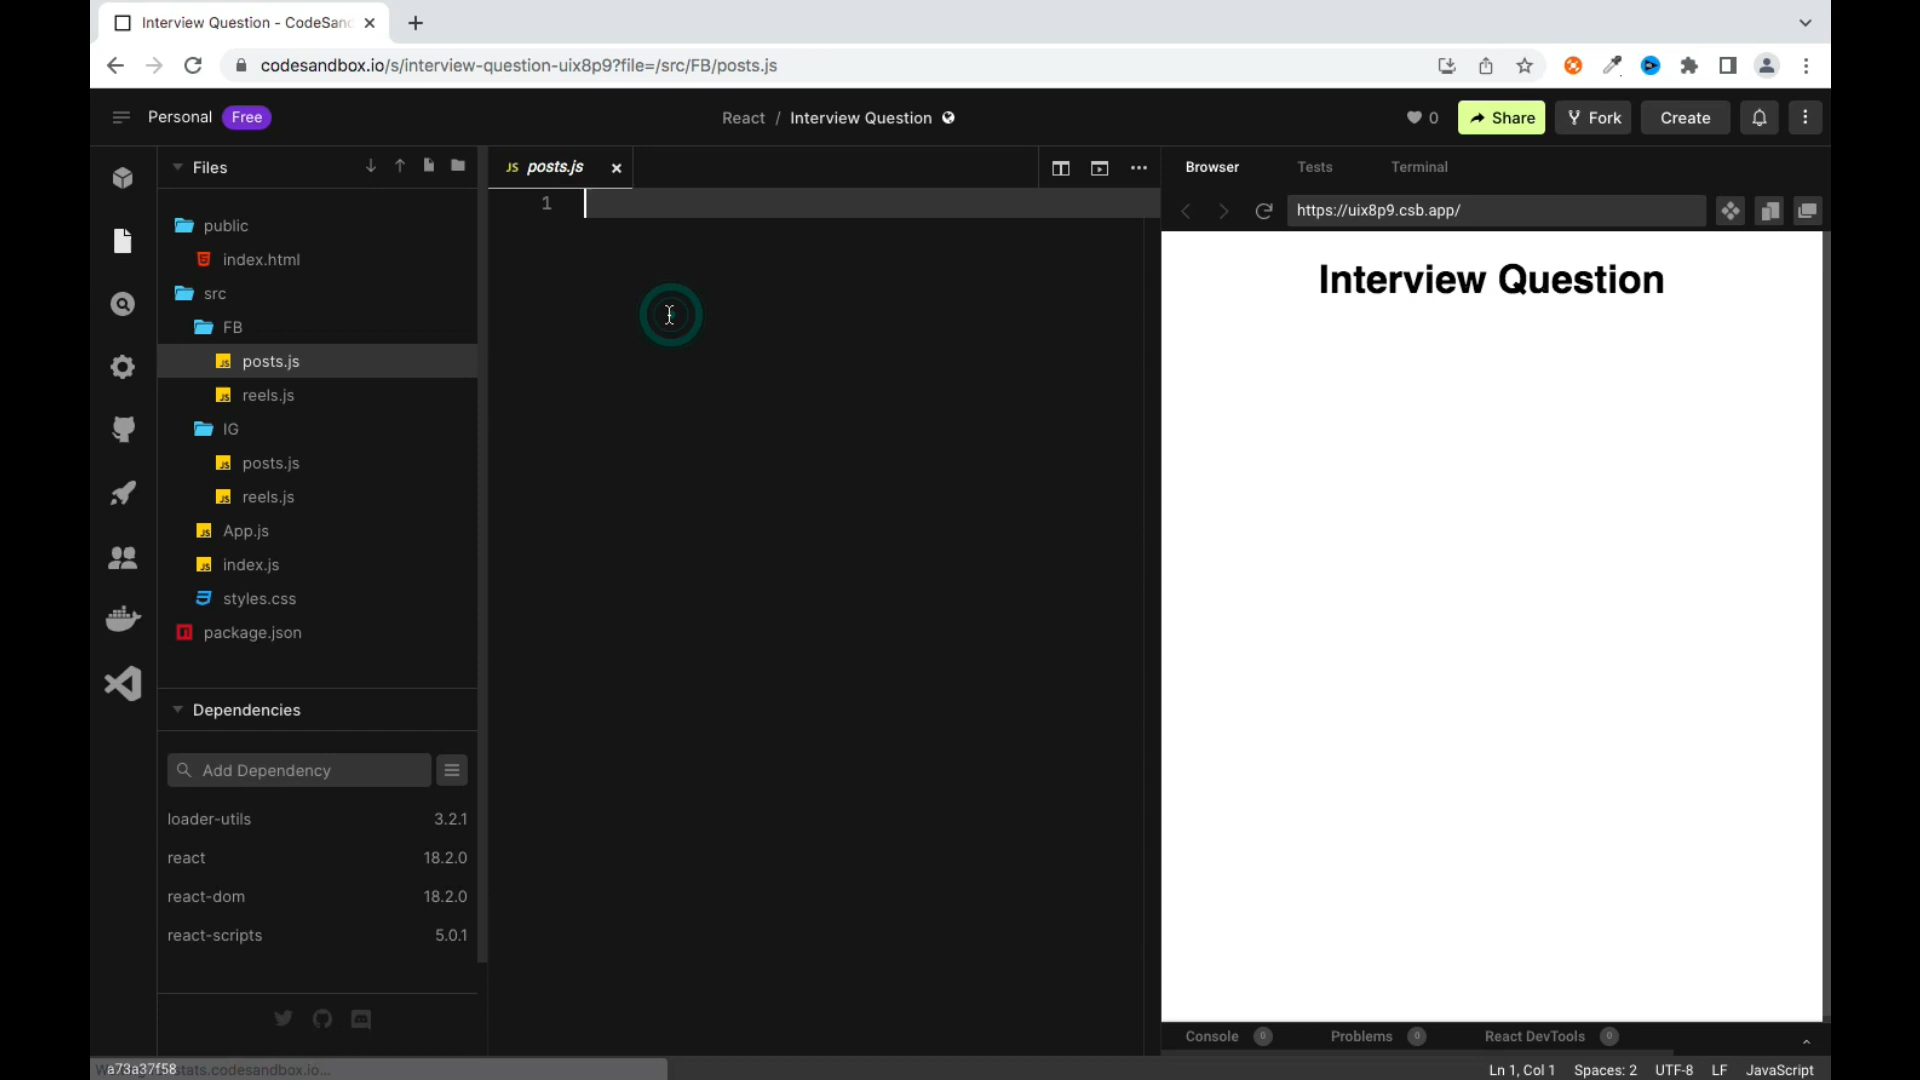 Interview Question - CodeSan
codesandbox.io/s/interview-question-uix8p9?file=/src/FB/posts.js
Personal Free
React / Interview Question
0
Share
Fork
Create
Files
posts.js
Browser
Tests
Terminal
1
https://uix8p9.csb.app/
public
index.html
src
FB
posts.js
reels.js
IG
posts.js
reels.js
App.js
index.js
styles.css
package.json
Interview Question
Dependencies
Add Dependency
loader-utils 3.2.1
react 18.2.0
react-dom 18.2.0
react-scripts 5.0.1
Console 0
Problems 0
React DevTools 0
a73a37f58
stats.codesandbox.io...
Ln 1, Col 1
Spaces: 2
UTF-8
LF
JavaScript